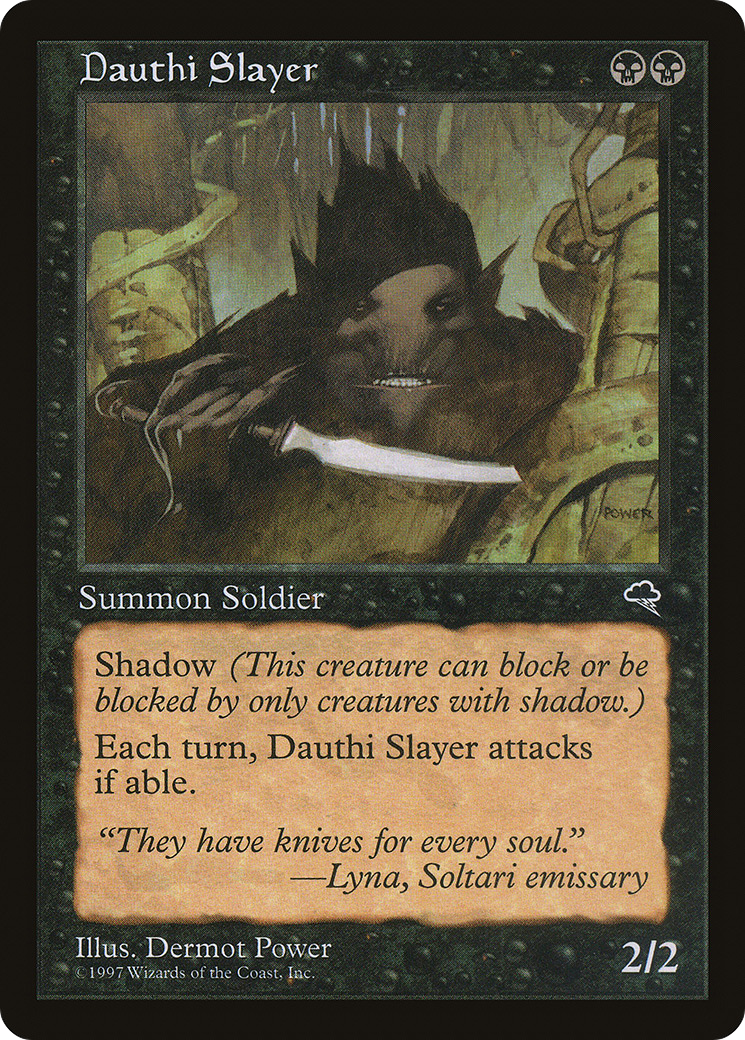 Dauthi Slayer
POWER
Summon Soldier
Shadow (This creature can block or be
blocked by only creatures with shadow.)
Each turn, Dauthi Slayer attacks
if able.
“They have knives for every soul.”
—Lyna, Soltari emissary
Illus. Dermot Power
©1997 Wizards of the Coast, Inc.
2/2